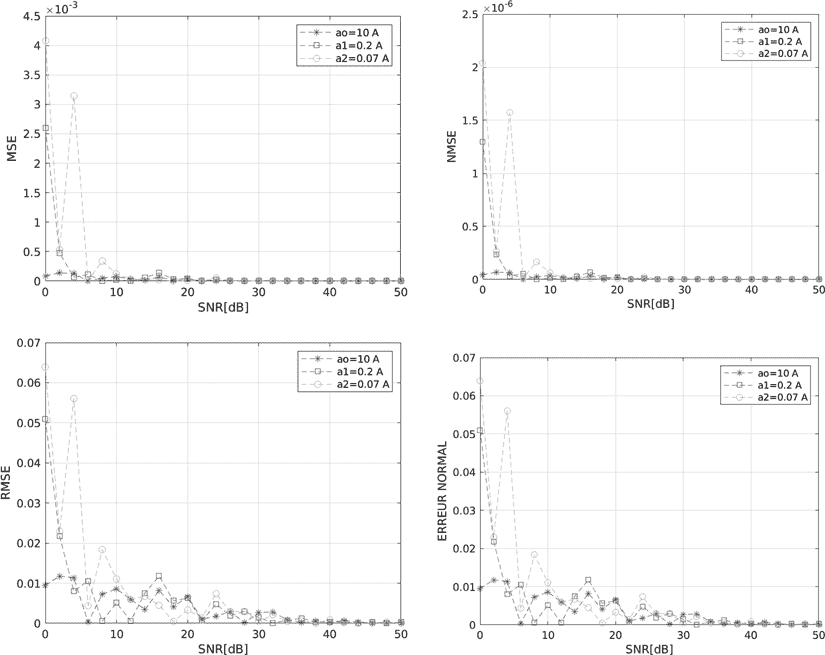 ×10-3
4.5
4
3.5
3
2.5
2
1.5
1
0.5
0
MSE
0 10 20 30 40 50
SNR[dB]
ao=10 A
a1=0.2 A
a2=0.07 A
×10-6
2.5
2
1.5
1
0.5
0
NMSE
0 10 20 30 40 50
SNR[dB]
ao=10 A
a1=0.2 A
a2=0.07 A
0.07
0.06
0.05
0.04
0.03
0.02
0.01
0
RMSE
0 10 20 30 40 50
SNR[dB]
ao=10 A
a1=0.2 A
a2=0.07 A
0.07
0.06
0.05
0.04
0.03
0.02
0.01
0
ERREUR NORMAL
0 10 20 30 40 50
SNR[dB]
ao=10 A
a1=0.2 A
a2=0.07 A